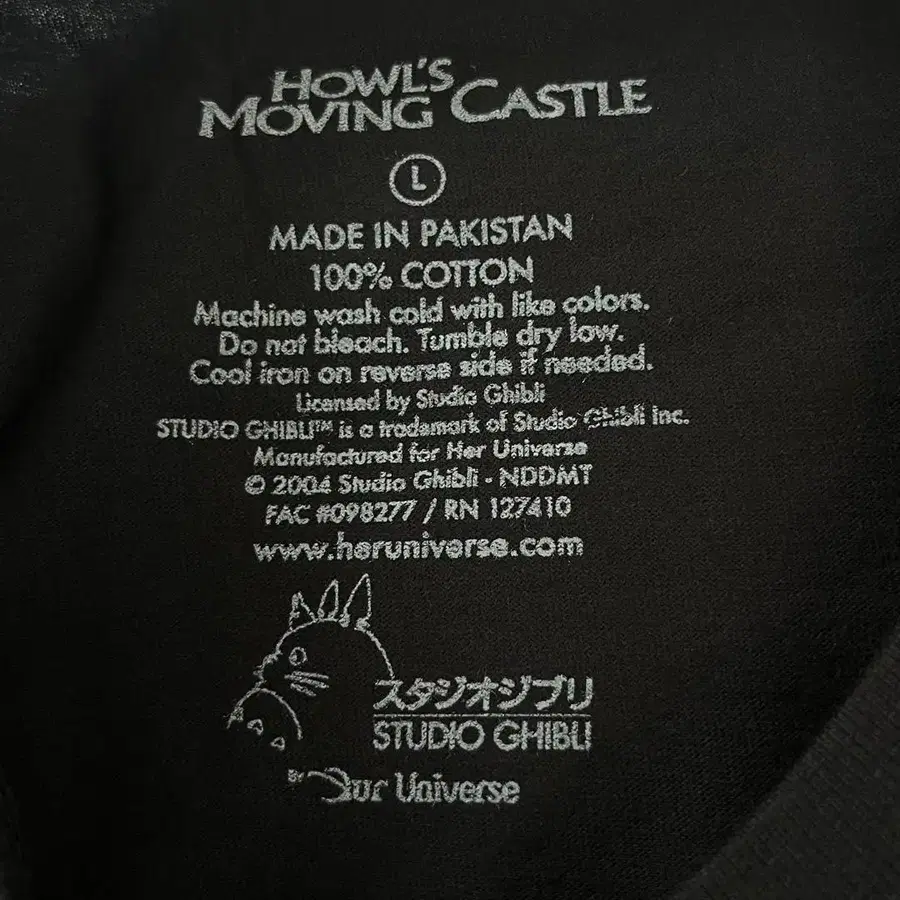 HOWL'S
MOVING CASTLE
L
MADE IN PAKISTAN
100% COTTON
Machine wash cold with like colors.
Do not bleach. Tumble dry low.
Cool iron on reverse side if needed.
Licensed by Studio Ghibli
STUDIO GHIBLI™ is a trademark of Studio Ghibli Inc.
Manufactured for Her Universe
© 2004 Studio Ghibli - NDDMT
FAC #098277 / RN 127410
www.heruniverse.com
スタジオジブリ
STUDIO GHIBLI
BY Her Universe